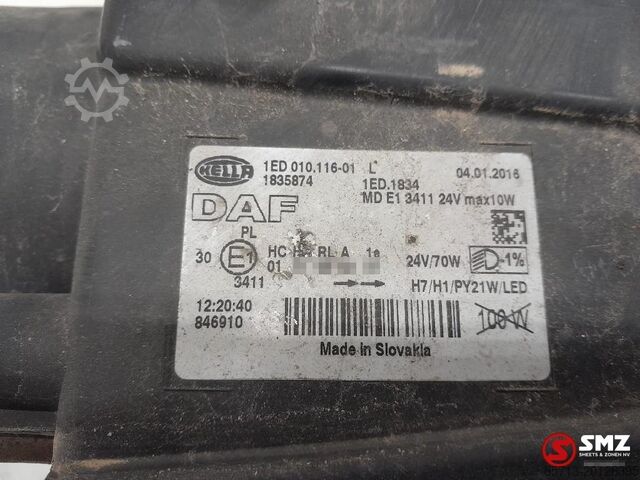 HELLA
1ED 010.116-01 L
1835874
1ED.1834
04.01.2016
MD E1 3411 24V max10W
DAF
PL
30 E1 HC RL A 1a
01
24V/70W -1%
3411
H7/H1/PY21W/LED
12:20:40
846910
100 W
Made in Slovakia
SMZ
SHEETS & ZONEN NV